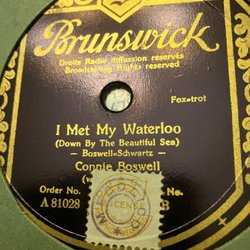 Brunswick
Droits Radio diffusion reservés
Broadcasting Rights reserved
Fox=trot
I Met My Waterloo
(Down By The Beautiful Sea)
— Boswell=Schwartz —
Connie Boswell
(w
Order No.
No.
A 81028
B
CENT